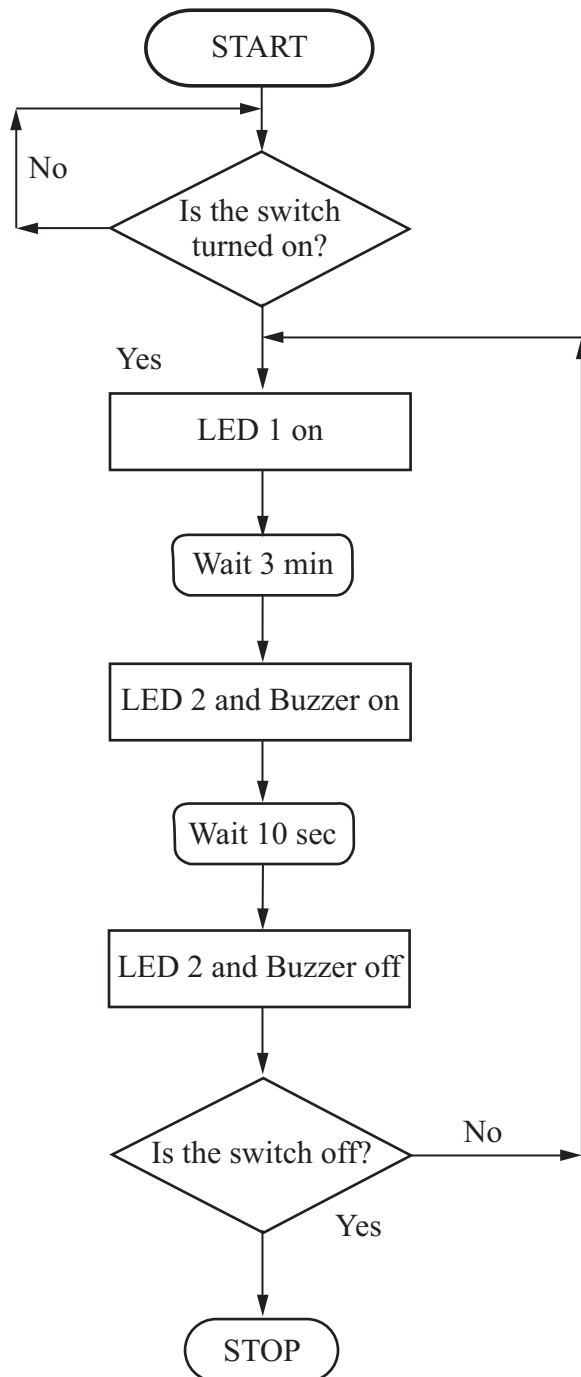 START
No
Is the switch
turned on?
Yes
LED 1 on
Wait 3 min
LED 2 and Buzzer on
Wait 10 sec
LED 2 and Buzzer off
Is the switch off?
No
Yes
STOP